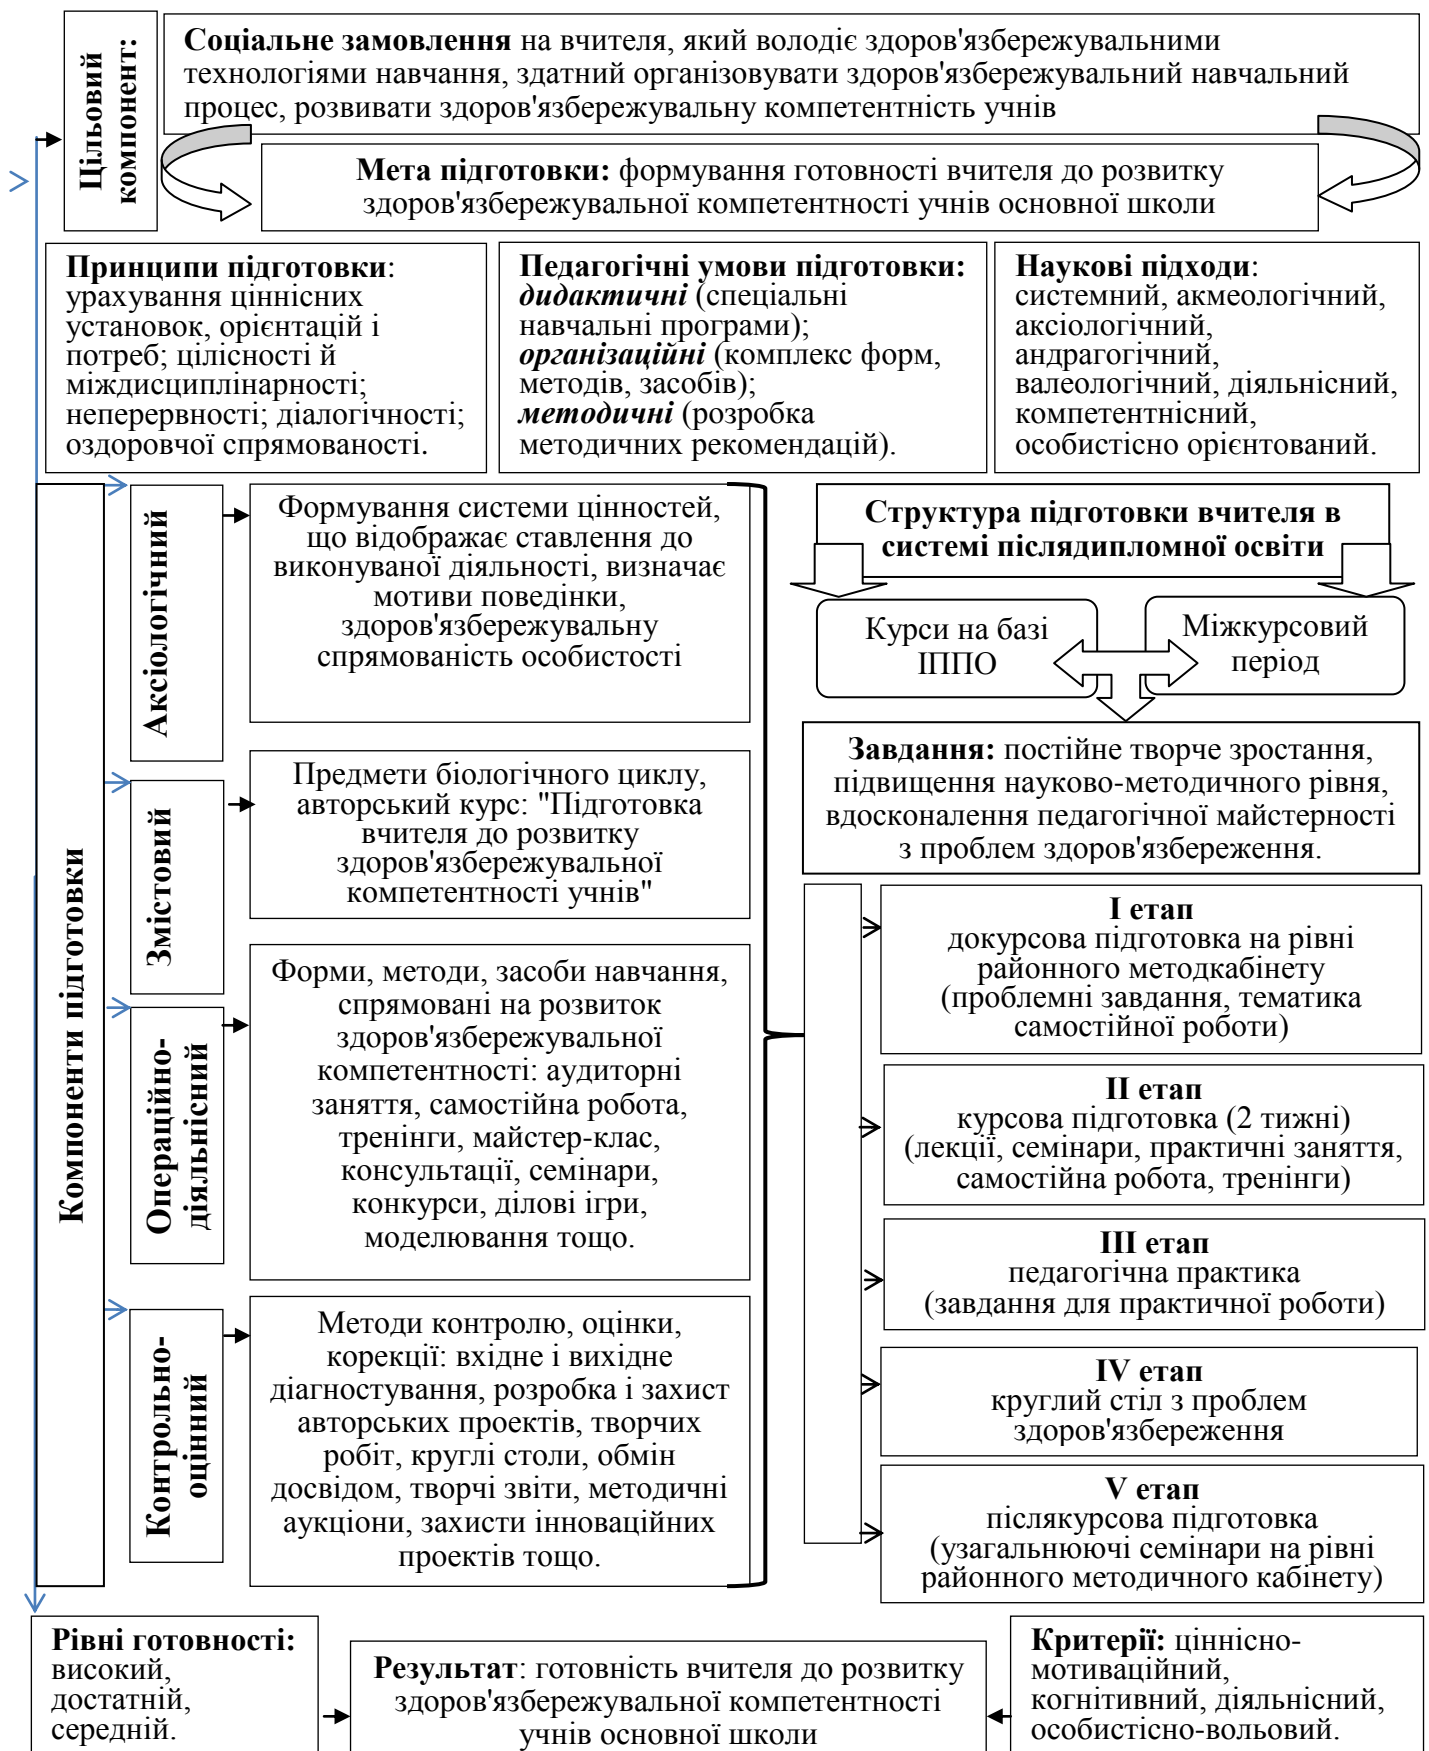 Цільовий
компонент:
Соціальне замовлення на вчителя, який володіє здоров'язбережувальними
технологіями навчання, здатний організовувати здоров'язбережувальний навчальний
процес, розвивати здоров'язбережувальну компетентність учнів
Мета підготовки: формування готовності вчителя до розвитку
здоров'язбережувальної компетентності учнів основної школи
Принципи підготовки:
урахування ціннісних
установок, орієнтацій і
потреб; цілісності й
міждисциплінарності;
неперервності; діалогічності;
оздоровчої спрямованості.
Педагогічні умови підготовки:
дидактичні (спеціальні
навчальні програми);
організаційні (комплекс форм,
методів, засобів);
методичні (розробка
методичних рекомендацій).
Наукові підходи:
системний, акмеологічний,
аксіологічний,
андрагогічний,
валеологічний, діяльнісний,
компетентнісний,
особистісно орієнтований.
Компоненти підготовки
Аксіологічний
Формування системи цінностей,
що відображає ставлення до
виконуваної діяльності, визначає
мотиви поведінки,
здоров'язбережувальну
спрямованість особистості
Змістовий
Предмети біологічного циклу,
авторський курс: "Підготовка
вчителя до розвитку
здоров'язбережувальної
компетентності учнів"
Операційно-
діяльнісний
Форми, методи, засоби навчання,
спрямовані на розвиток
здоров'язбережувальної
компетентності: аудиторні
заняття, самостійна робота,
тренінги, майстер-клас,
консультації, семінари,
конкурси, ділові ігри,
моделювання тощо.
Контрольно-
оцінний
Методи контролю, оцінки,
корекції: вхідне і вихідне
діагностування, розробка і захист
авторських проектів, творчих
робіт, круглі столи, обмін
досвідом, творчі звіти, методичні
аукціони, захисти інноваційних
проектів тощо.
Структура підготовки вчителя в
системі післядипломної освіти
Курси на базі
ІППО
Міжкурсовий
період
Завдання: постійне творче зростання,
підвищення науково-методичного рівня,
вдосконалення педагогічної майстерності
з проблем здоров'язбереження.
І етап
докурсова підготовка на рівні
районного методкабінету
(проблемні завдання, тематика
самостійної роботи)
ІІ етап
курсова підготовка (2 тижні)
(лекції, семінари, практичні заняття,
самостійна робота, тренінги)
ІІІ етап
педагогічна практика
(завдання для практичної роботи)
IV етап
круглий стіл з проблем
здоров'язбереження
V етап
післякурсова підготовка
(узагальнюючі семінари на рівні
районного методичного кабінету)
Рівні готовності:
високий,
достатній,
середній.
Результат: готовність вчителя до розвитку
здоров'язбережувальної компетентності
учнів основної школи
Критерії: ціннісно-
мотиваційний,
когнітивний, діяльнісний,
особистісно-вольовий.